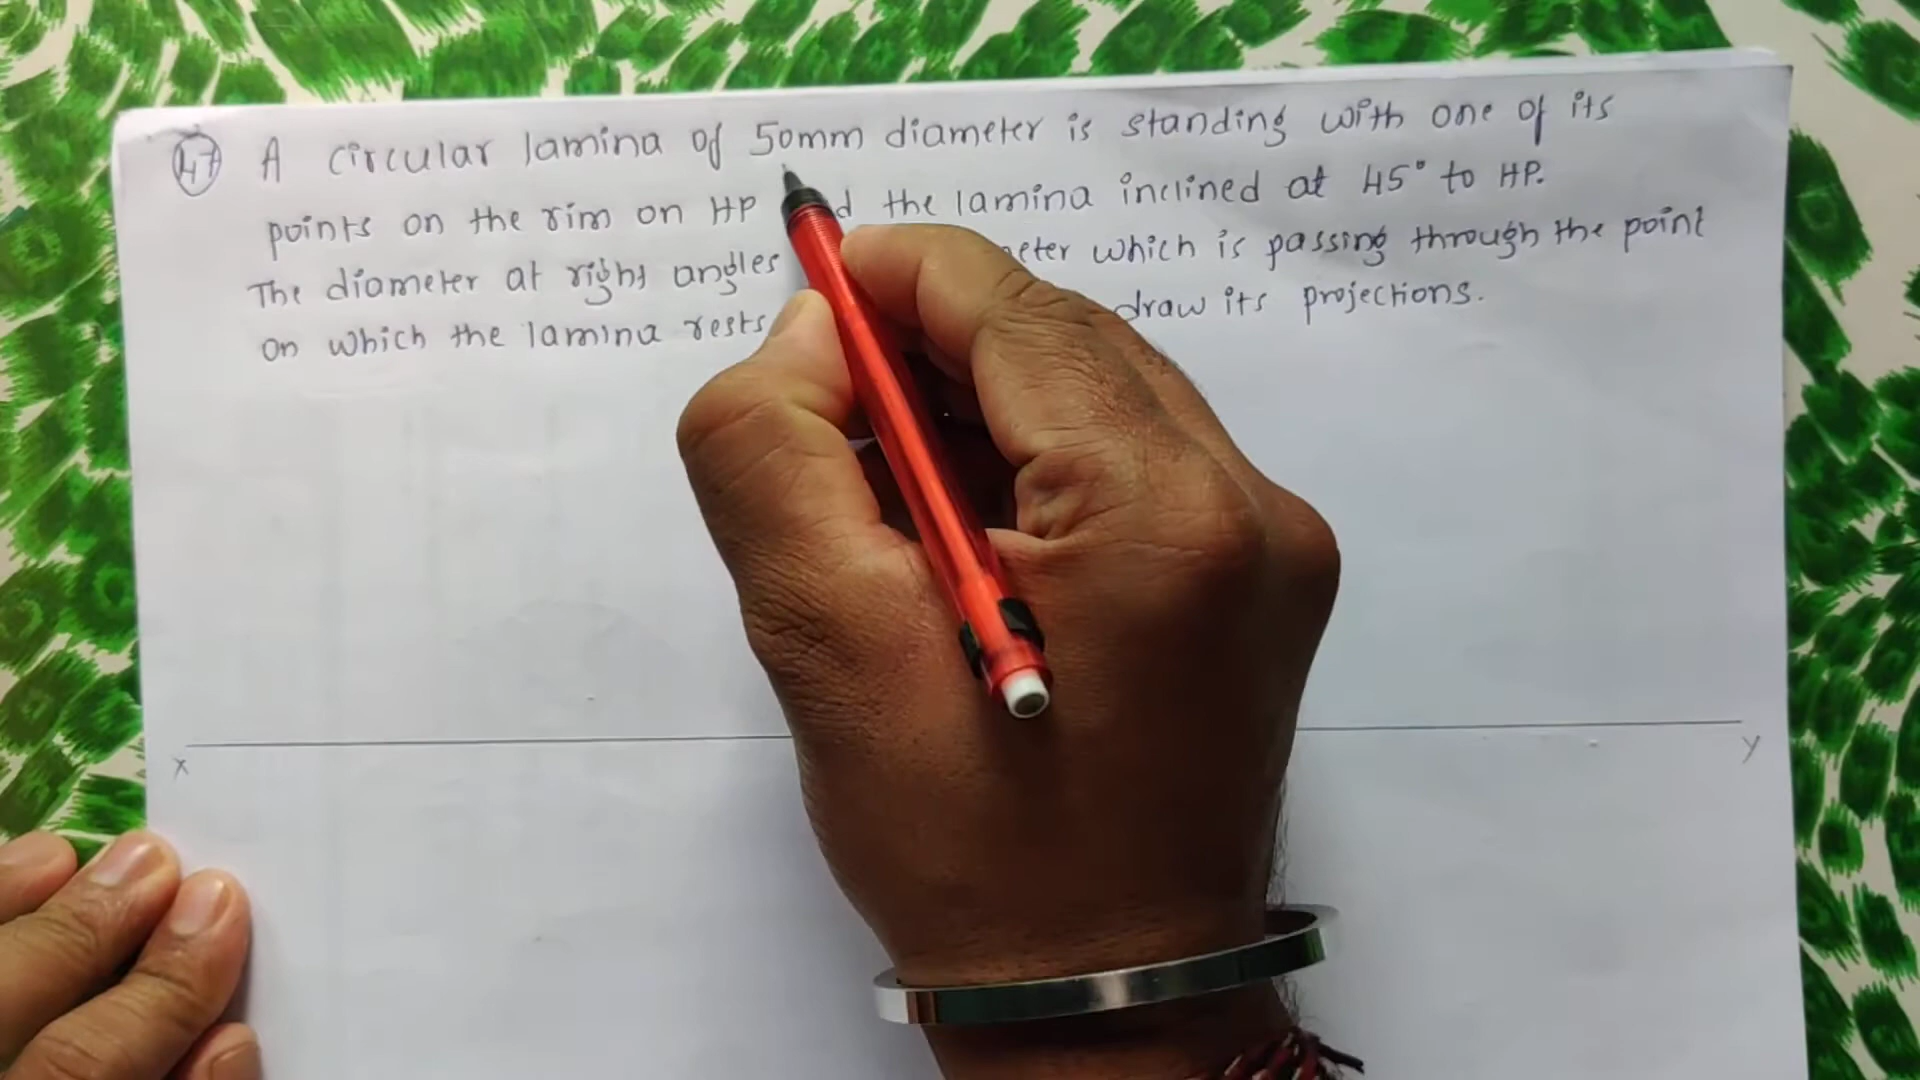 47 A circular lamina of 50mm diameter is standing with one of its
points on the rim on HP the lamina inclined at 45° to HP.
The diameter at right angles which is passing through the point
on which the lamina rests draw its projections.
X Y